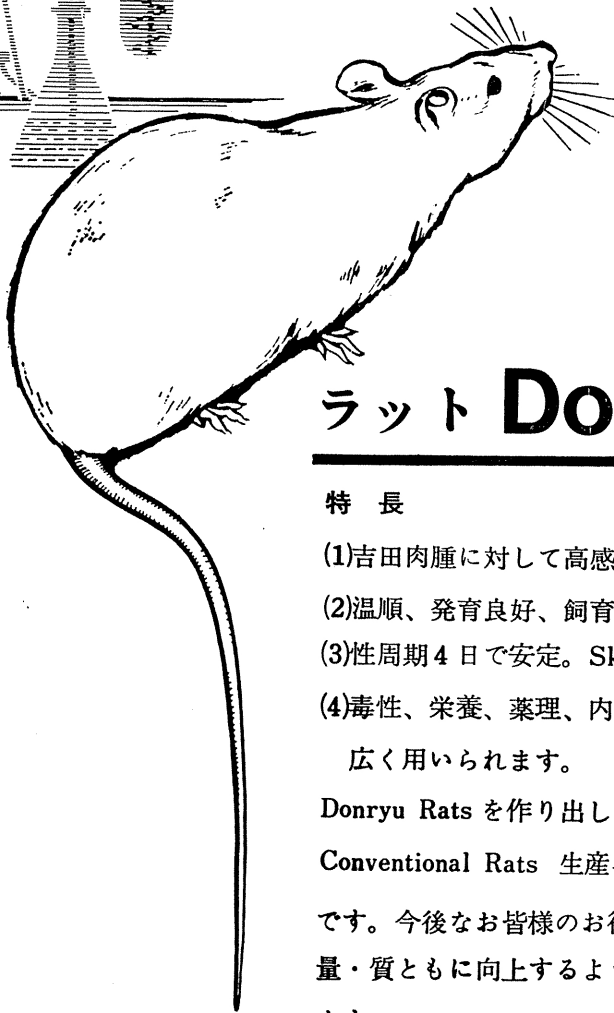 ラット Do
特 長
(1)吉田肉腫に対して高感
(2)温順、発育良好、飼育
(3)性周期4日で安定。Sk
(4)毒性、栄養、薬理、内
広く用いられます。
Donryu Rats を作り出し
Conventional Rats 生産
です。今後なお皆様のお
量・質ともに向上するよ